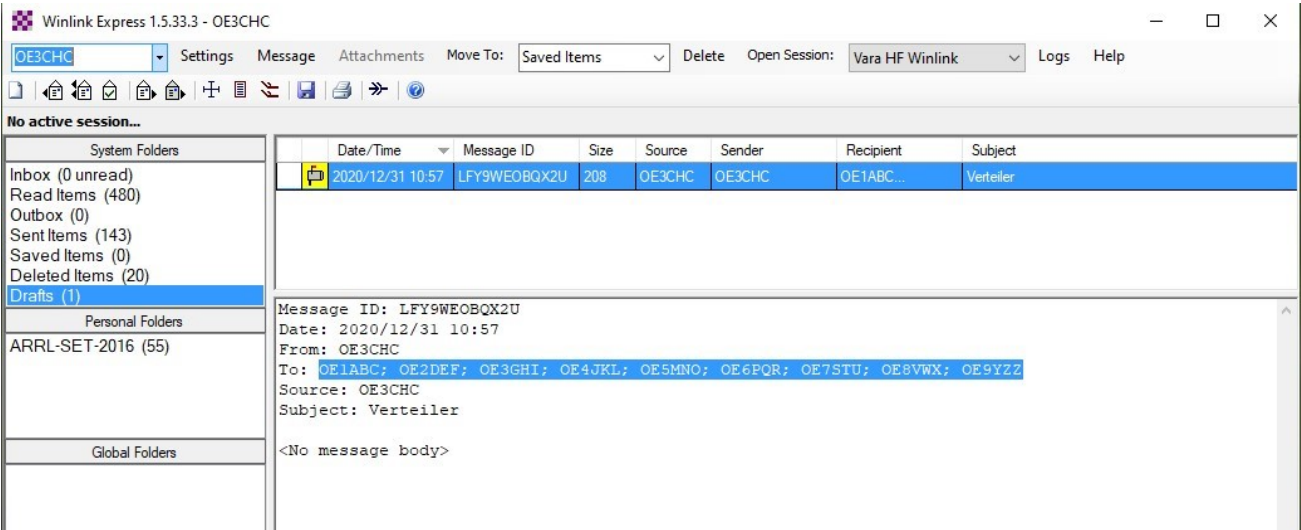 Winlink Express 1.5.33.3 - OE3CHC
OE3CHC Settings Message Attachments Move To: Saved Items Delete Open Session: Vara HF Winlink Logs Help
No active session...
System Folders
Inbox (0 unread)
Read Items (480)
Outbox (0)
Sent Items (143)
Saved Items (0)
Deleted Items (20)
Drafts (1)
Personal Folders
ARRL-SET-2016 (55)
Global Folders
Date/Time Message ID Size Source Sender Recipient Subject
2020/12/31 10:57 LFY9WEOBQX2U 208 OE3CHC OE3CHC OE1ABC... Verteiler
Message ID: LFY9WEOBQX2U
Date: 2020/12/31 10:57
From: OE3CHC
To: OE1ABC; OE2DEF; OE3GHI; OE4JKL; OE5MNO; OE6PQR; OE7STU; OE8VWX; OE9YZZ
Source: OE3CHC
Subject: Verteiler
<No message body>